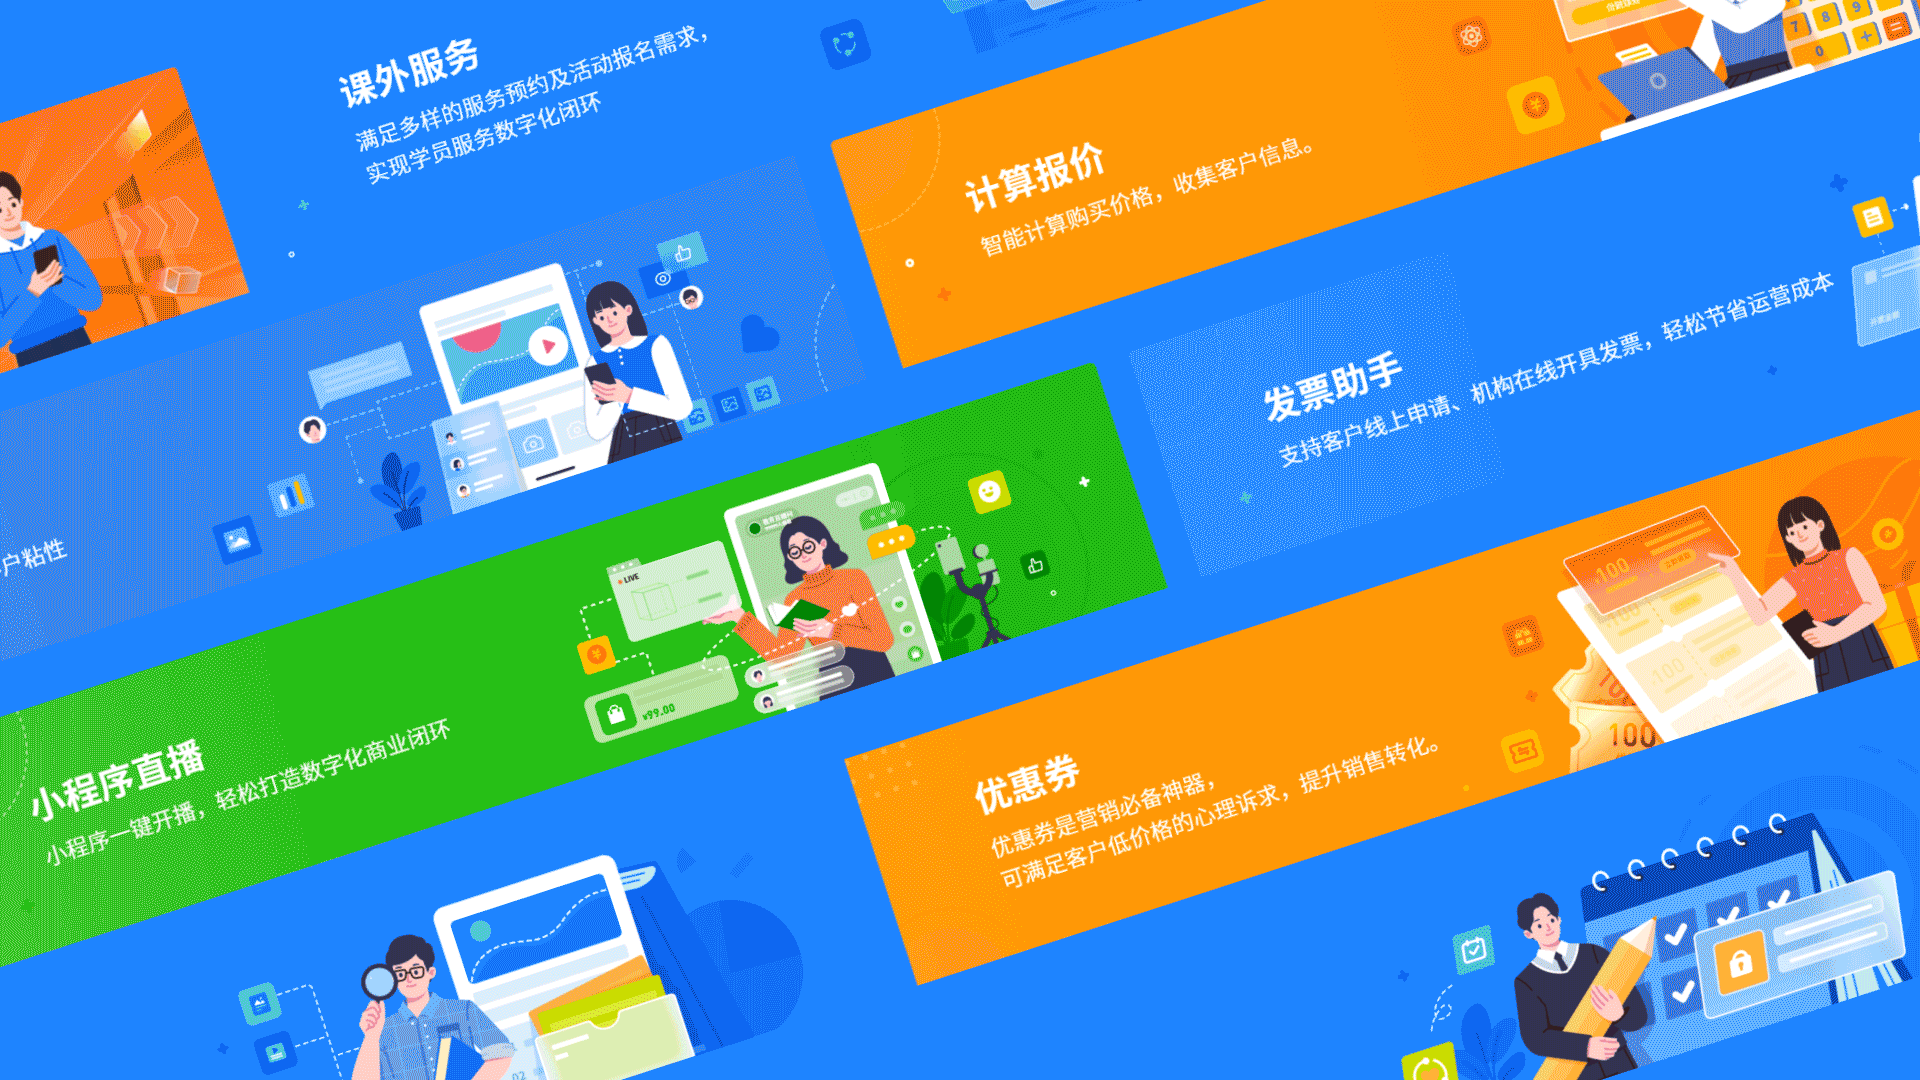 课外服务
满足多样的服务预约及活动报名需求，
实现学员服务数字化闭环
计算报价
智能计算购买价格，收集客户信息。
7 8 9
0 + =
发票助手
支持客户线上申请、机构在线开具发票，轻松节省运营成本
户粘性
LIVE
¥99.00
小程序直播
小程序一键开播，轻松打造数字化商业闭环
优惠券
优惠券是营销必备神器，
可满足客户低价格的心理诉求，提升销售转化。
100
100
100
02